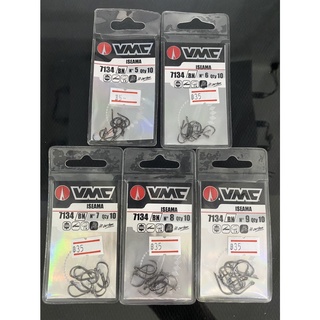 VMC
ISEAMA
7134/BN/N°5 Qty 10
฿35
VMC
ISEAMA
7134/BN/N°6 Qty 10
฿35
VMC
ISEAMA
7134/BN/N°7 Qty 10
฿35
VMC
ISEAMA
7134/BN/N°8 Qty 10
฿35
VMC
ISEAMA
7134/BN/N°9 Qty 10
฿35